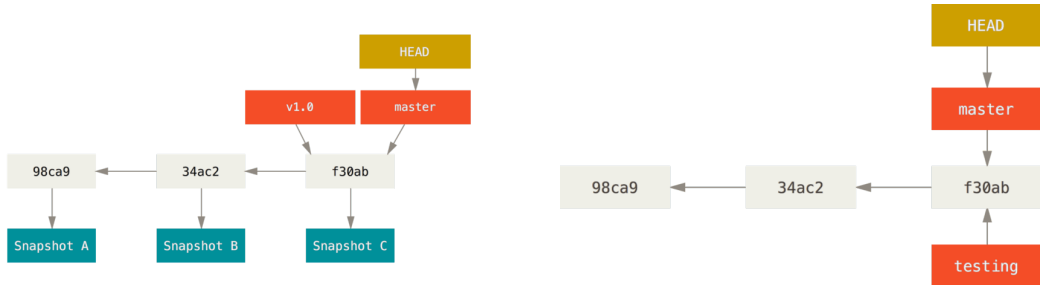 HEAD
v1.0
master
98ca9
34ac2
f30ab
Snapshot A
Snapshot B
Snapshot C
HEAD
master
98ca9
34ac2
f30ab
testing